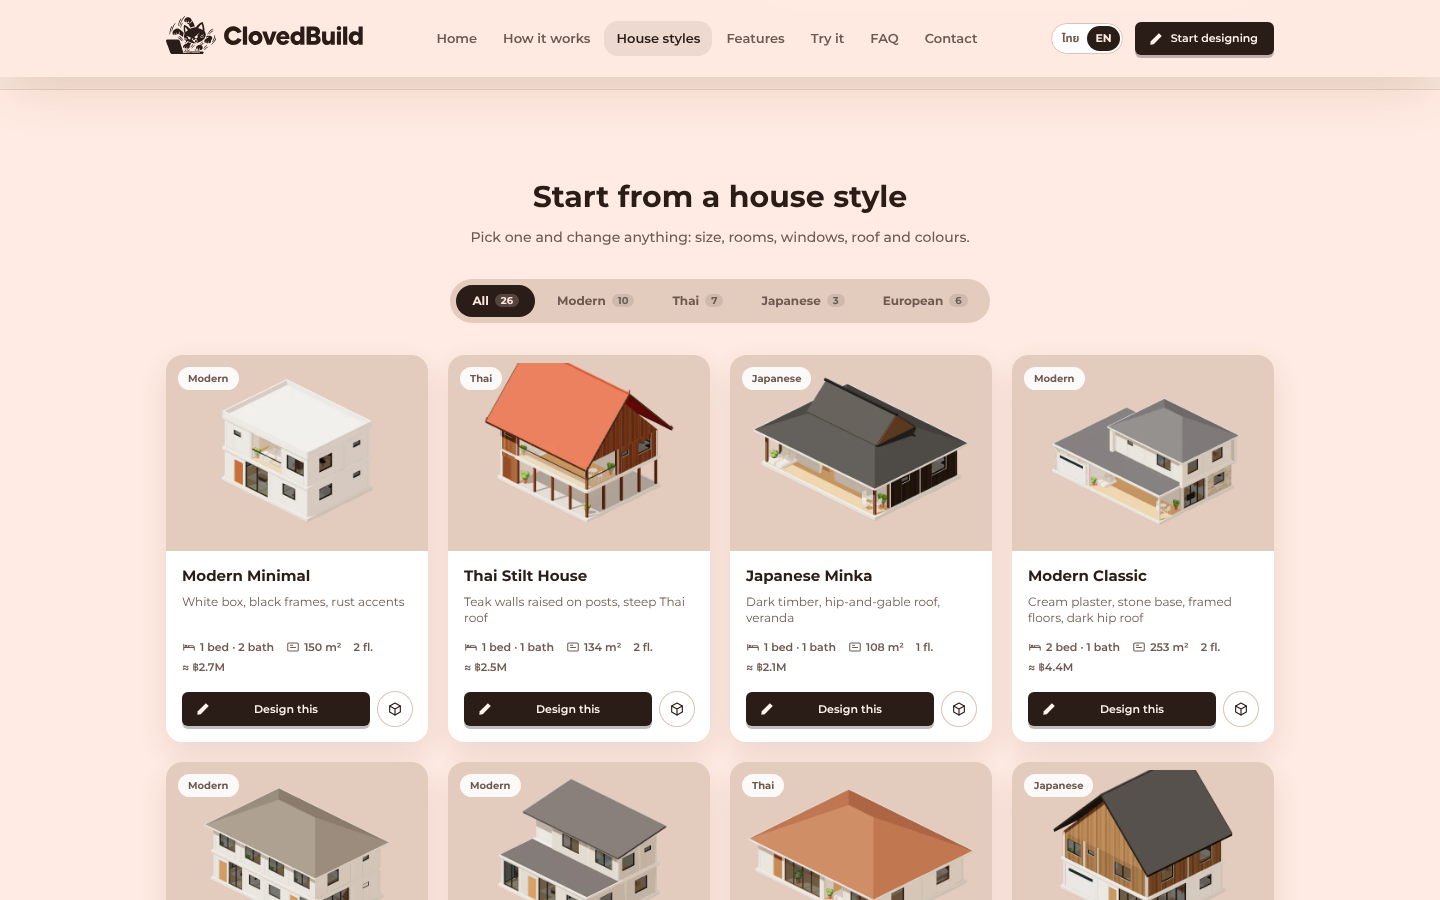 ClovedBuild
Home How it works House styles Features Try it FAQ Contact
ไทย EN
Start designing
Start from a house style
Pick one and change anything: size, rooms, windows, roof and colours.
All 26 Modern 10 Thai 7 Japanese 3 European 6
Modern
Modern Minimal
White box, black frames, rust accents
1 bed · 2 bath 150 m² 2 fl.
≈ ฿2.7M
Design this
Thai
Thai Stilt House
Teak walls raised on posts, steep Thai
roof
1 bed · 1 bath 134 m² 2 fl.
≈ ฿2.5M
Design this
Japanese
Japanese Minka
Dark timber, hip-and-gable roof,
veranda
1 bed · 1 bath 108 m² 1 fl.
≈ ฿2.1M
Design this
Modern
Modern Classic
Cream plaster, stone base, framed
floors, dark hip roof
2 bed · 1 bath 253 m² 2 fl.
≈ ฿4.4M
Design this
Modern
Modern
Thai
Japanese